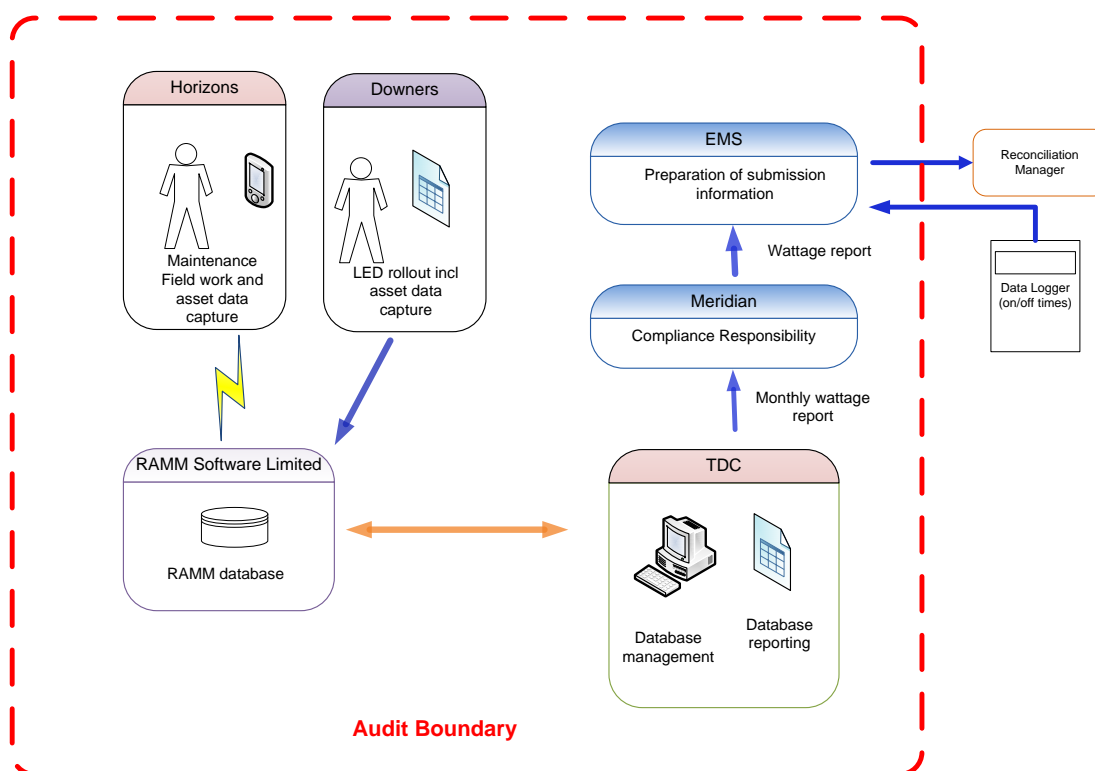 Horizons
Maintenance
Field work and
asset data
capture
Downers
LED rollout incl
asset data
capture
EMS
Preparation of submission
information
Reconciliation
Manager
Wattage report
Data Logger
(on/off times)
Meridian
Compliance Responsibility
Monthly wattage
report
RAMM Software Limited
RAMM database
TDC
Database
management
Database
reporting
Audit Boundary